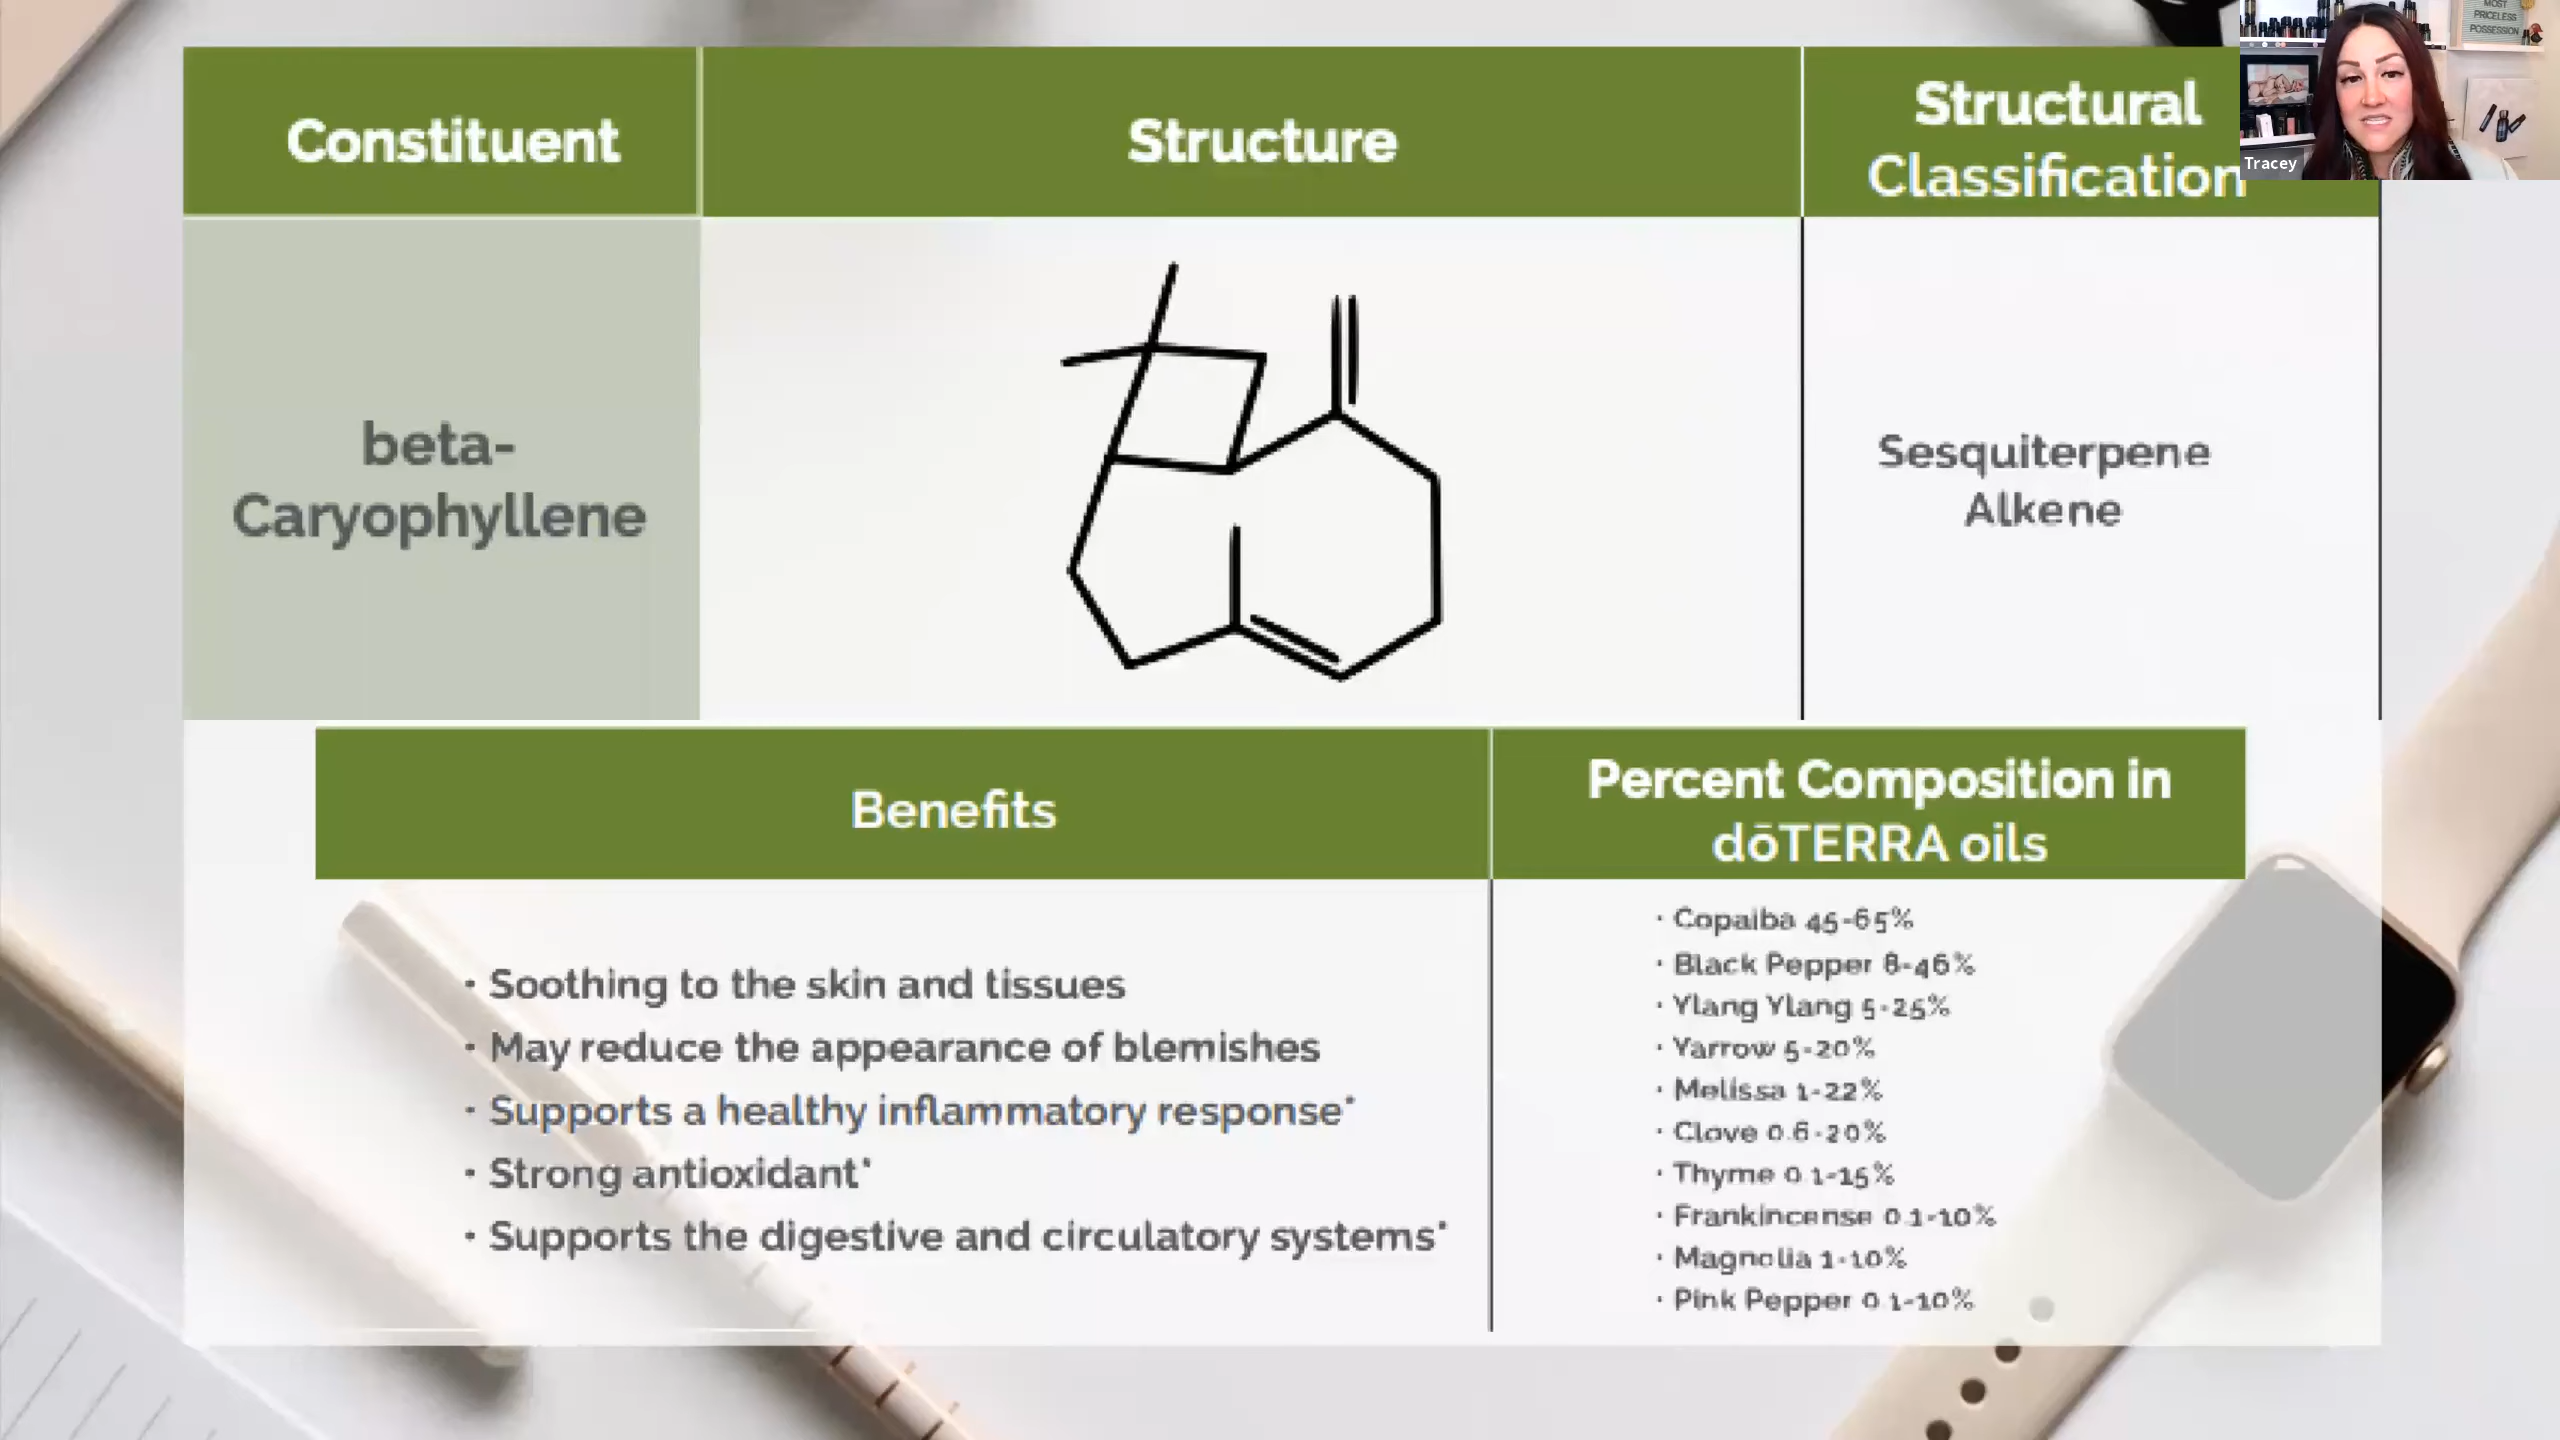 MOST
PRICELESS
POSSESSION
Tracey
Constituent
Structure
Structural
Classification
beta-
Caryophyllene
Sesquiterpene
Alkene
Benefits
Percent Composition in
dōTERRA oils
· Soothing to the skin and tissues
· May reduce the appearance of blemishes
· Supports a healthy inflammatory response*
· Strong antioxidant*
· Supports the digestive and circulatory systems*
· Copaiba 45-65%
· Black Pepper 8-46%
· Ylang Ylang 5-25%
· Yarrow 5-20%
· Melissa 1-22%
· Clove 0.6-20%
· Thyme 0.1-15%
· Frankincense 0.1-10%
· Magnolia 1-10%
· Pink Pepper 0.1-10%